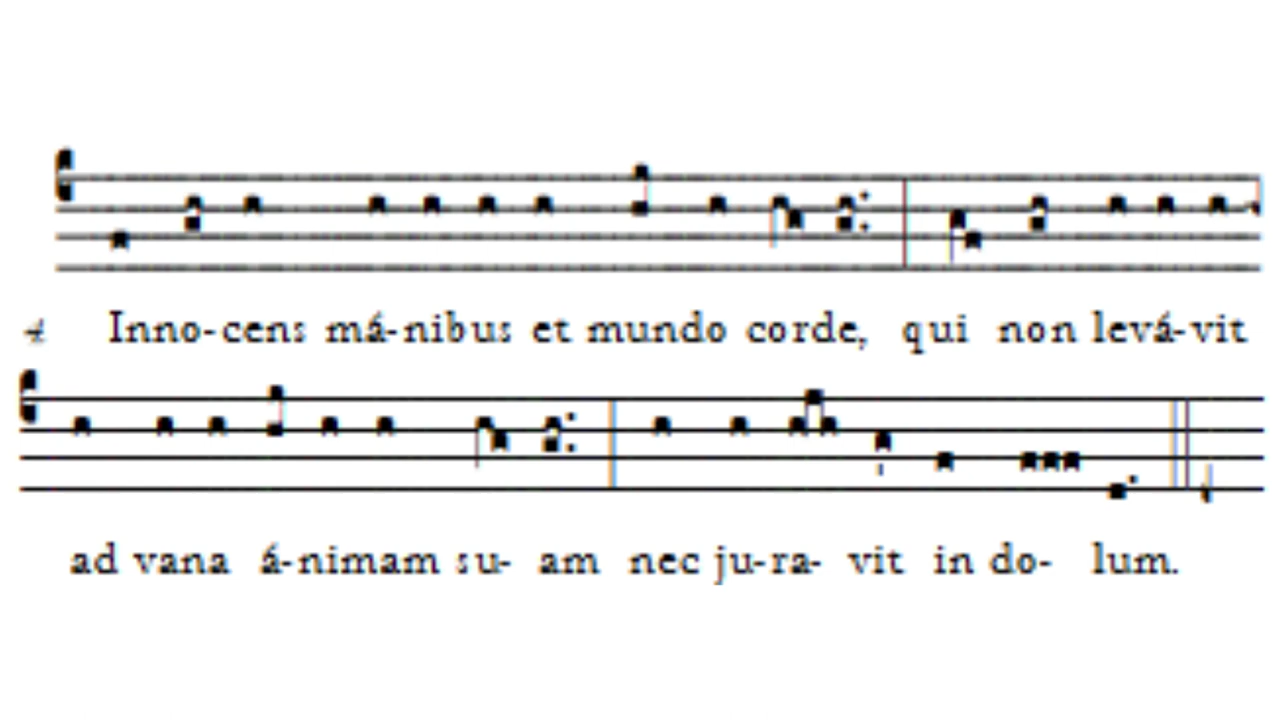 4 Inno-cens má-nibus et mundo corde, qui non levá-vit
ad vana á-nimam su- am nec ju-ra- vit in do- lum.